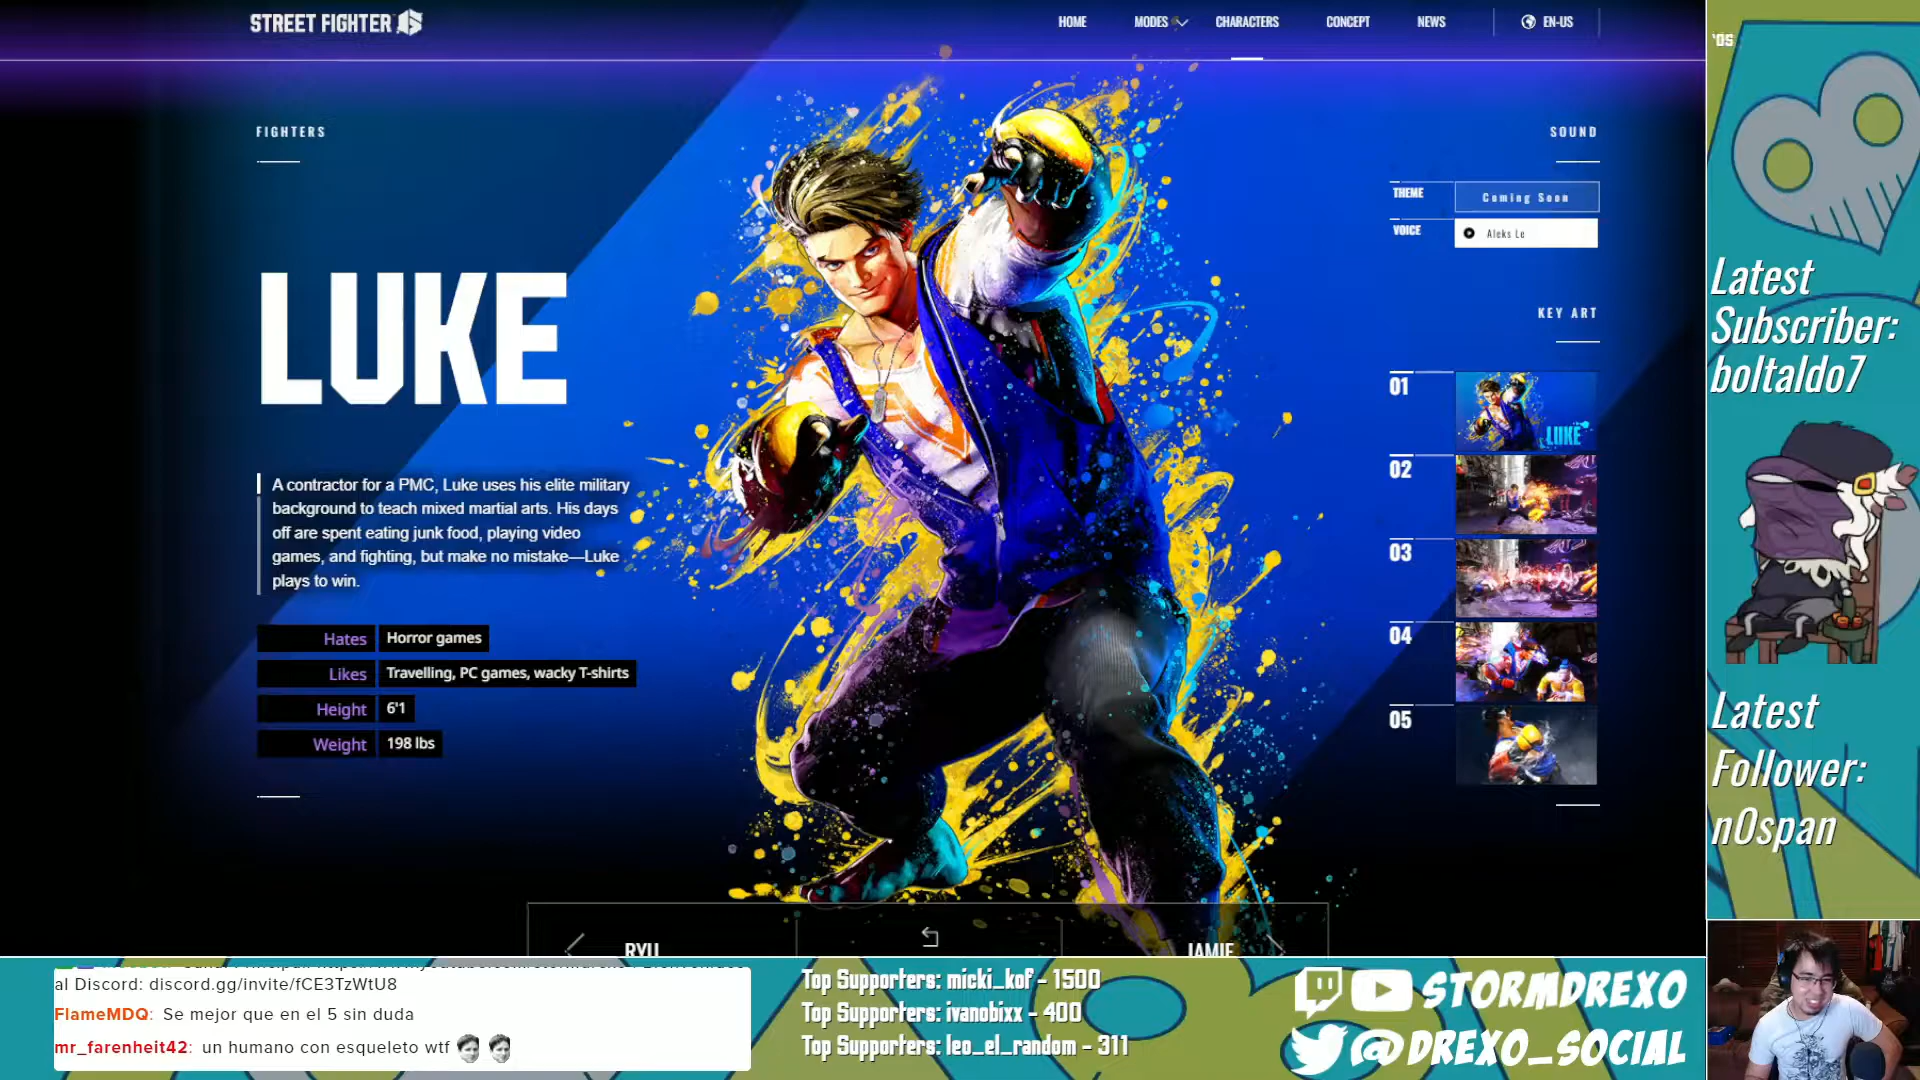 STREET FIGHTER 6
HOME
MODES
CHARACTERS
CONCEPT
NEWS
EN-US
'05
FIGHTERS
SOUND
THEME
Coming Soon
VOICE
Aleks Le
LUKE
KEY ART
01
LUKE
02
03
04
05
A contractor for a PMC, Luke uses his elite military
background to teach mixed martial arts. His days
off are spent eating junk food, playing video
games, and fighting, but make no mistake—Luke
plays to win.
Hates Horror games
Likes Travelling, PC games, wacky T-shirts
Height 6'1
Weight 198 lbs
RYU
JAMIE
Latest
Subscriber:
boltaldo7
Latest
Follower:
n0span
al Discord: discord.gg/invite/fCE3TzWtU8
FlameMDQ: Se mejor que en el 5 sin duda
mr_farenheit42: un humano con esqueleto wtf
Top Supporters: micki_kof - 1500
Top Supporters: ivanobixx - 400
Top Supporters: leo_el_random - 311
STORMDREXO
@DREXO_SOCIAL